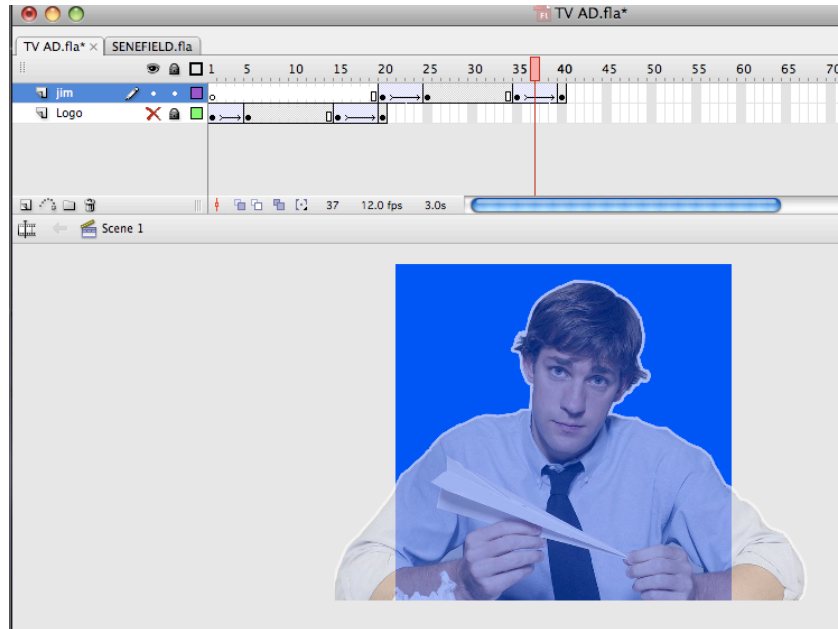 TV AD.fla*
TV AD.fla* × SENEFIELD.fla
1 5 10 15 20 25 30 35 40 45 50 55 60 65 70
jim
Logo
37 12.0 fps 3.0s
Scene 1